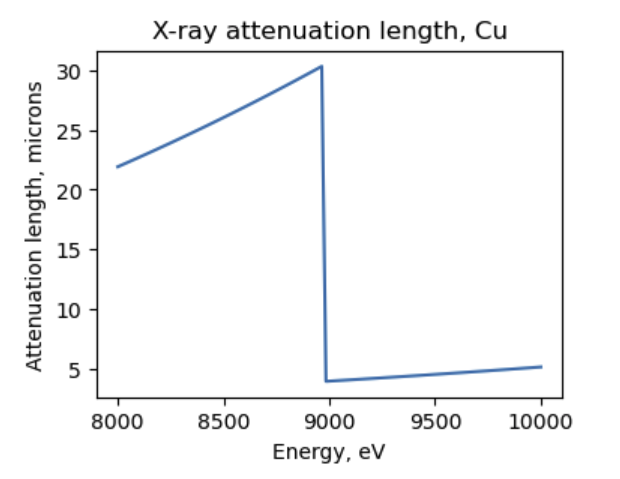 X-ray attenuation length, Cu
Attenuation length, microns
30
25
20
15
10
5
8000 8500 9000 9500 10000
Energy, eV